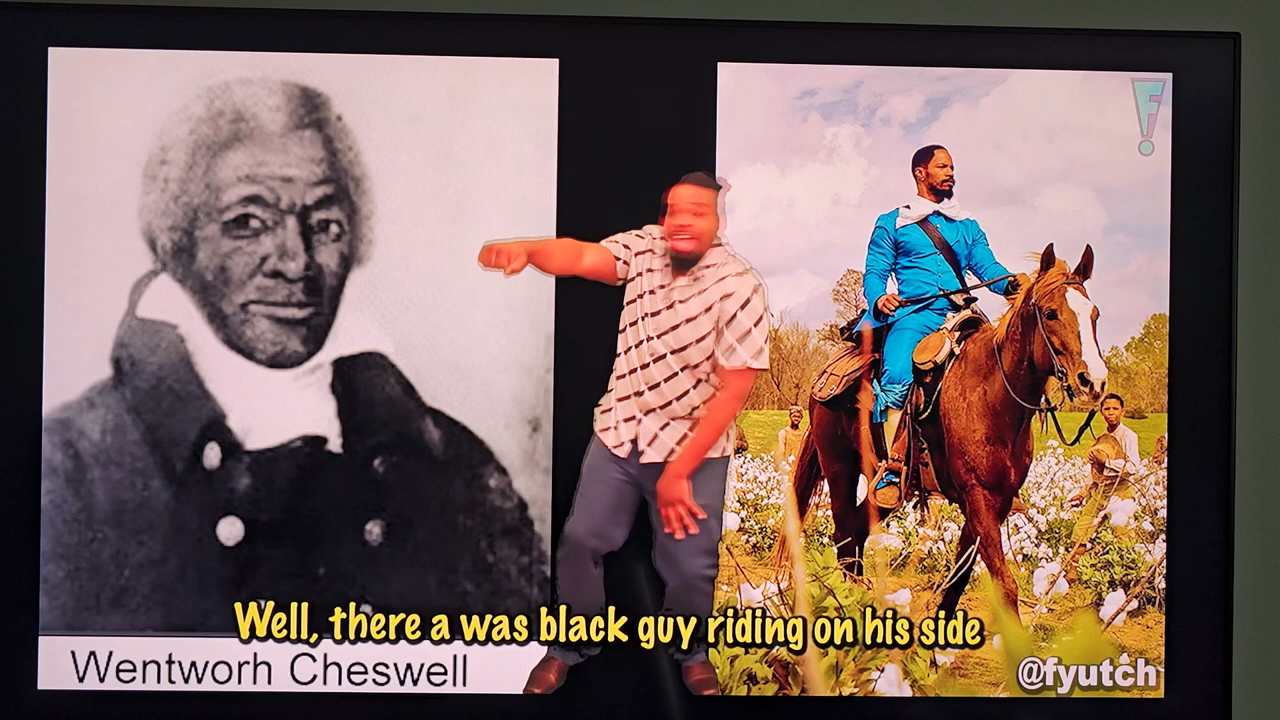 F
Well, there a was black guy riding on his side
Wentworh Cheswell
@fyutch